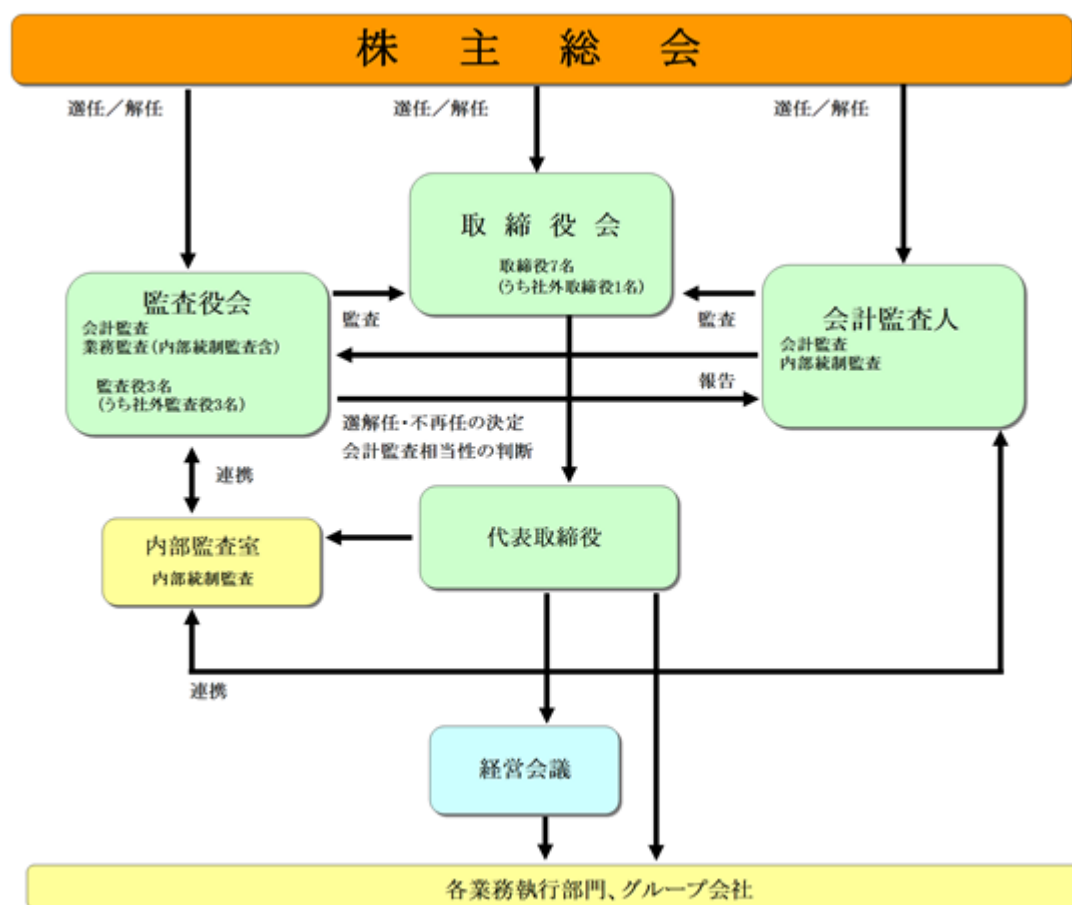 株主総会
選任／解任
選任／解任
選任／解任
取締役会
取締役7名
(うち社外取締役1名)
監査役会
会計監査
業務監査(内部統制監査含)
監査役3名
(うち社外監査役3名)
監査
監査
会計監査人
会計監査
内部統制監査
報告
選解任・不再任の決定
会計監査相当性の判断
連携
内部監査室
内部統制監査
代表取締役
連携
経営会議
各業務執行部門、グループ会社